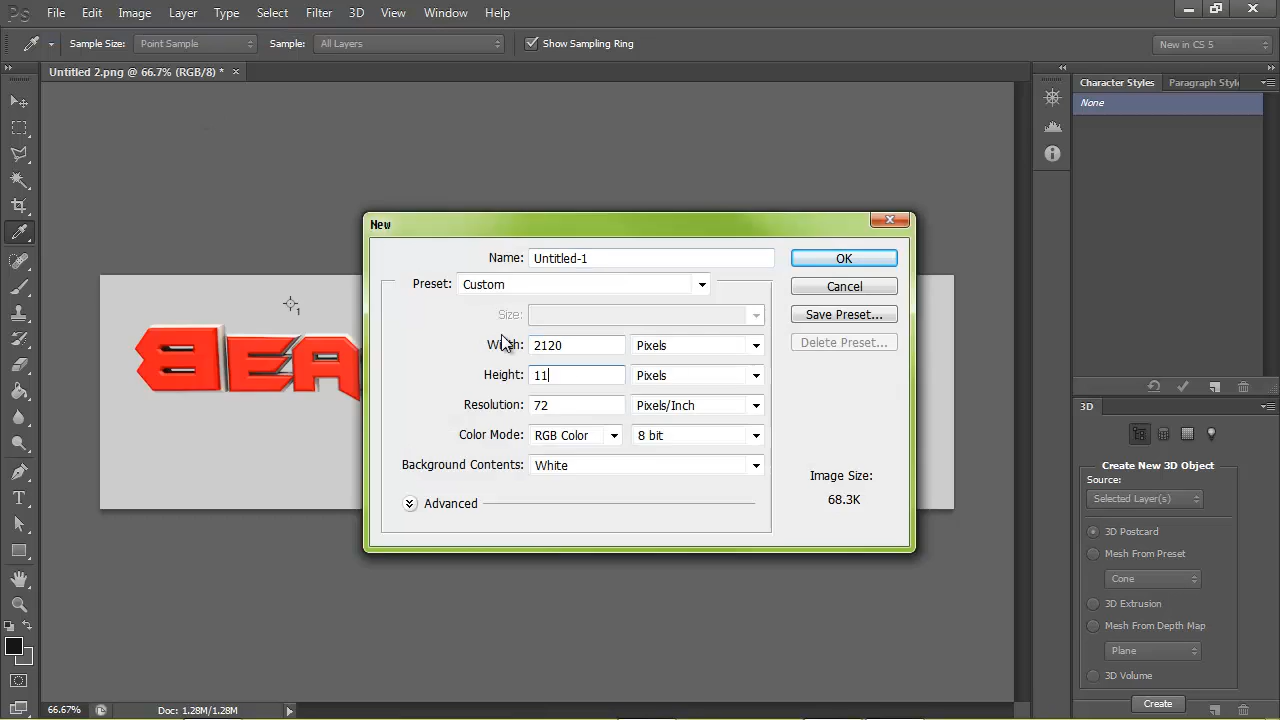 Ps File Edit Image Layer Type Select Filter 3D View Window Help
Sample Size: Point Sample Sample: All Layers Show Sampling Ring New in CS 5
Untitled 2.png @ 66.7% (RGB/8) * ×
Character Styles Paragraph Styl
None
New
Name: Untitled-1 OK
Preset: Custom Cancel
Size: Save Preset...
Width: 2120 Pixels Delete Preset...
Height: 11 Pixels
Resolution: 72 Pixels/Inch
Color Mode: RGB Color 8 bit
Background Contents: White
Image Size:
68.3K
Advanced
1
BEA
3D
Create New 3D Object
Source:
Selected Layer(s)
3D Postcard
Mesh From Preset
Cone
3D Extrusion
Mesh From Depth Map
Plane
3D Volume
Create
T
66.67% Doc: 1.28M/1.28M